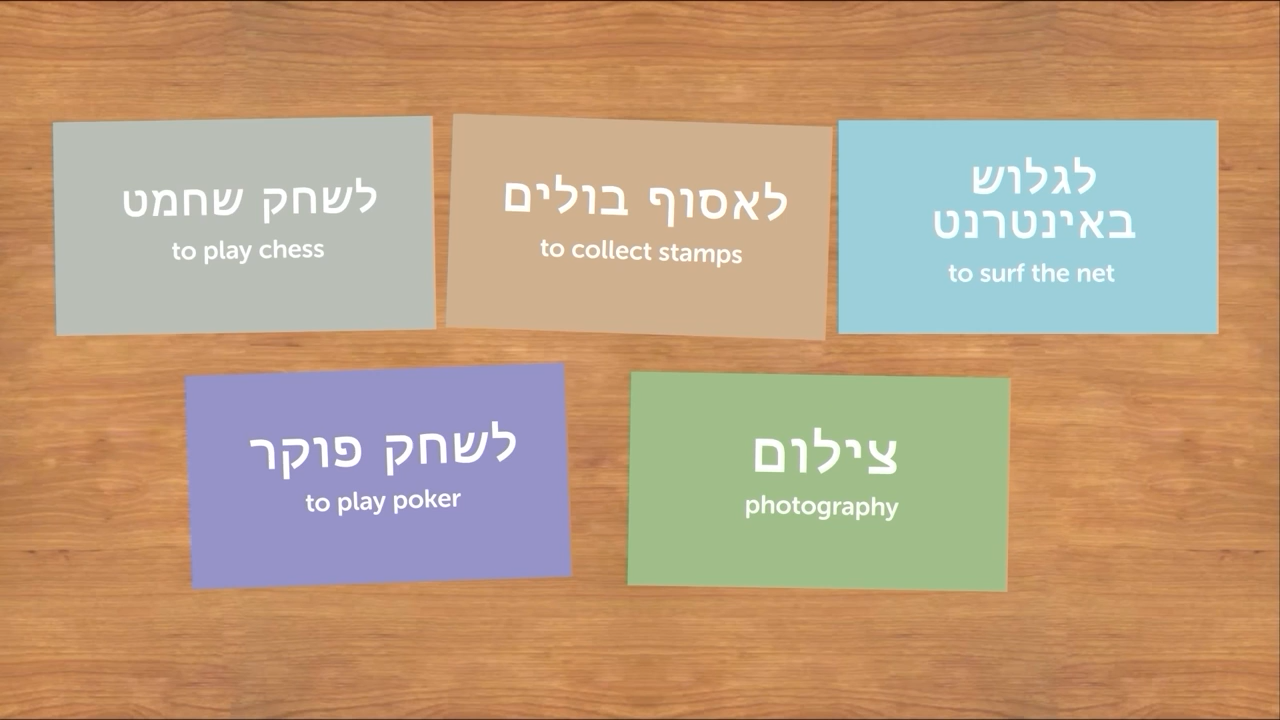 לשחק שחמט
to play chess
לאסוף בולים
to collect stamps
לגלוש
באינטרנט
to surf the net
לשחק פוקר
to play poker
צילום
photography